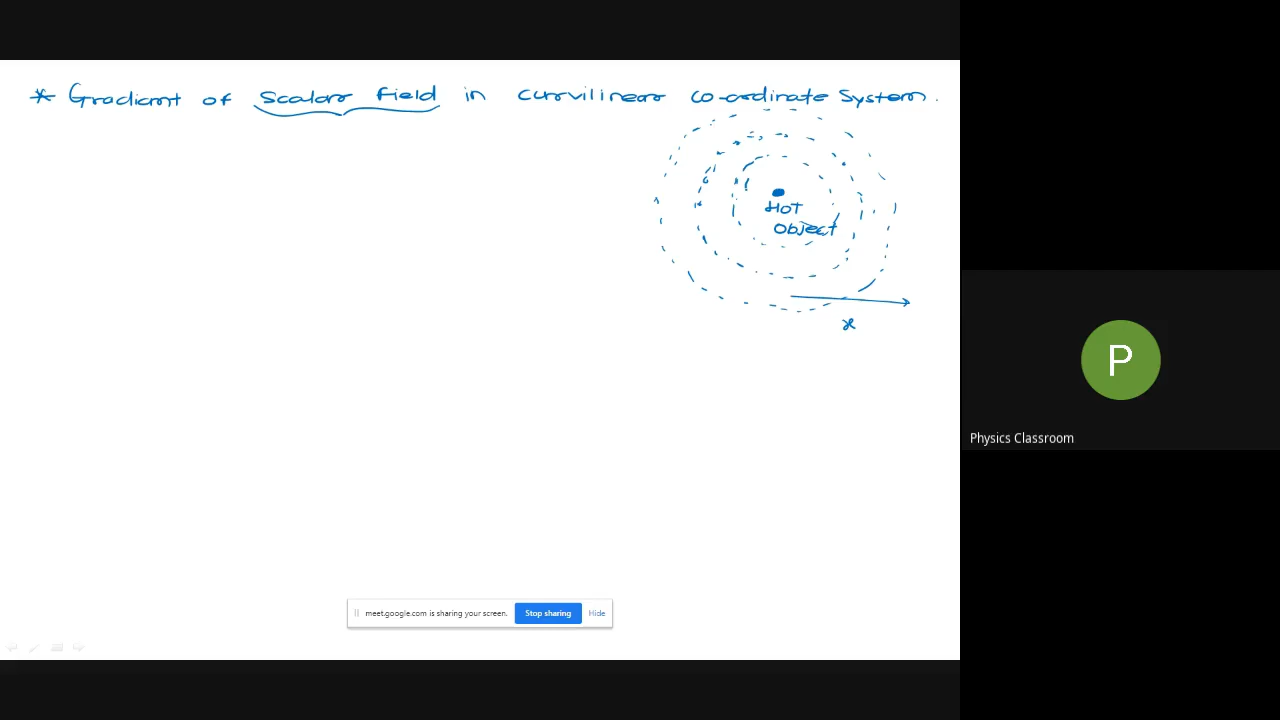 * Gradient of Scalar Field in curvilinear co-ordinate System.
HOT
Object
x
meet.google.com is sharing your screen. Stop sharing Hide
P
Physics Classroom